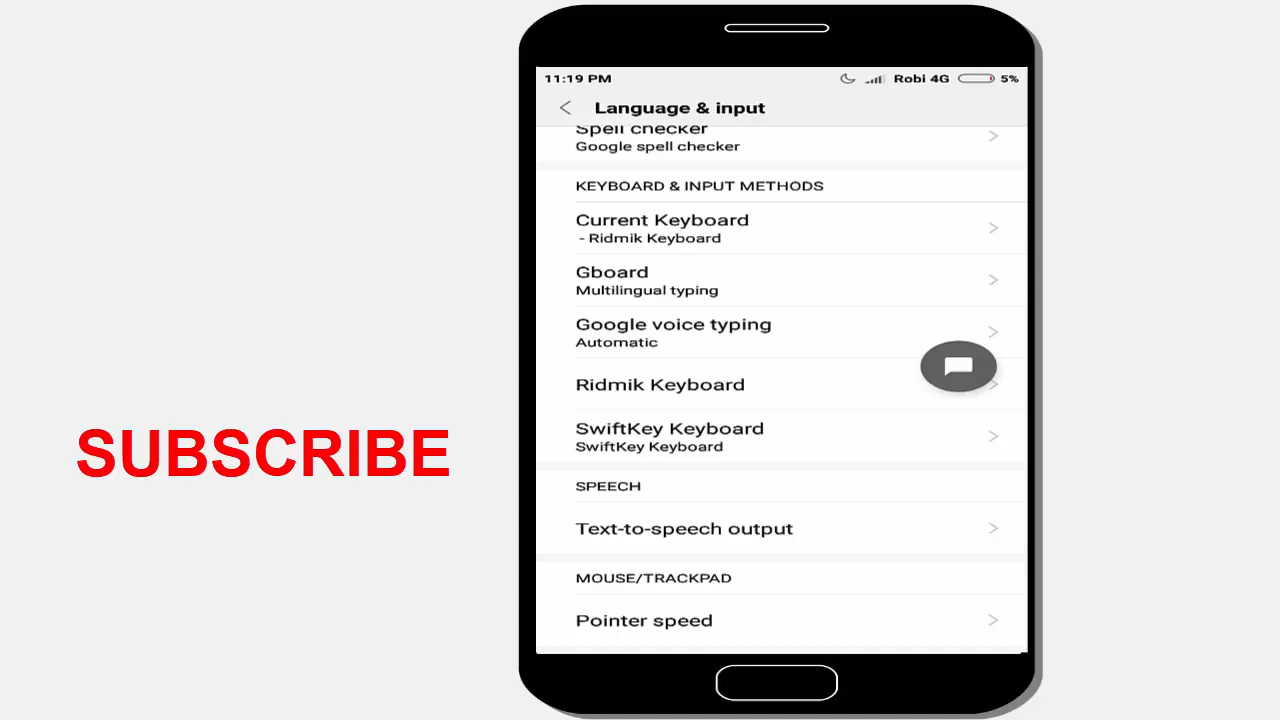 11:19 PM Robi 4G 5%
Language & input
Spell checker
Google spell checker
KEYBOARD & INPUT METHODS
Current Keyboard
- Ridmik Keyboard
Gboard
Multilingual typing
Google voice typing
Automatic
Ridmik Keyboard
SUBSCRIBE
SwiftKey Keyboard
SwiftKey Keyboard
SPEECH
Text-to-speech output
MOUSE/TRACKPAD
Pointer speed